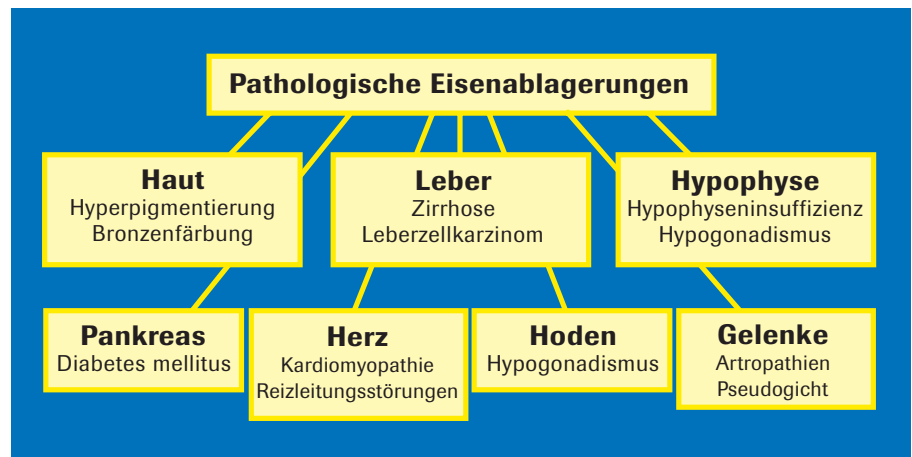 Pathologische Eisenablagerungen
Haut
Hyperpigmentierung
Bronzenfärbung
Leber
Zirrhose
Leberzellkarzinom
Hypophyse
Hypophyseninsuffizienz
Hypogonadismus
Pankreas
Diabetes mellitus
Herz
Kardiomyopathie
Reizleitungsstörungen
Hoden
Hypogonadismus
Gelenke
Artropathien
Pseudogicht